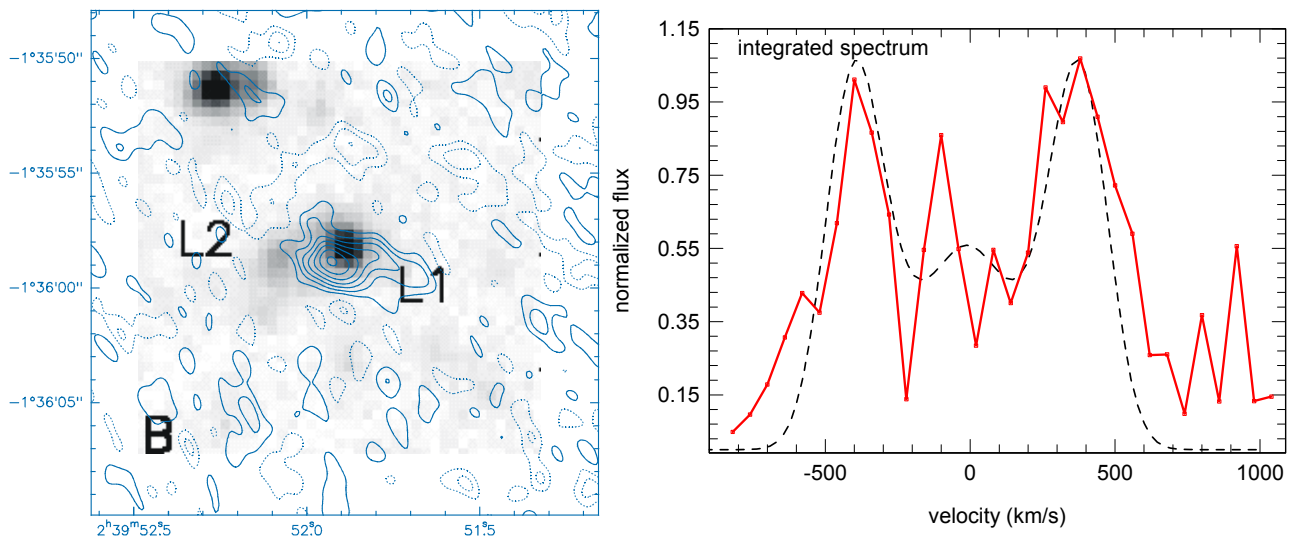 −1°35'50"
−1°35'55"
−1°36'00"
−1°36'05"
2ʰ39ᵐ52ˢ.5
52.0
51.5
L2
L1
B
integrated spectrum
1.15
0.95
0.75
0.55
0.35
0.15
normalized flux
-500
0
500
1000
velocity (km/s)